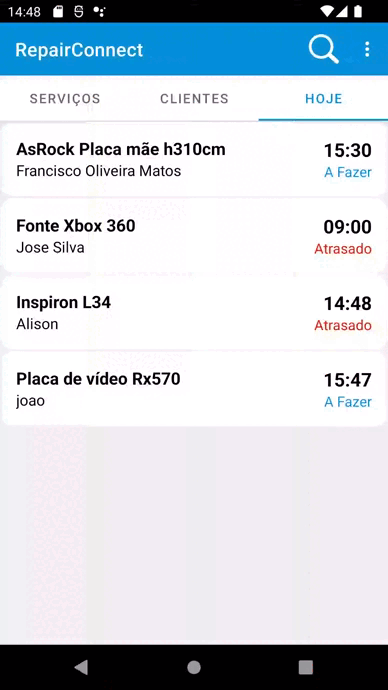 14:48
RepairConnect
SERVIÇOS CLIENTES HOJE
AsRock Placa mãe h310cm 15:30
Francisco Oliveira Matos A Fazer
Fonte Xbox 360 09:00
Jose Silva Atrasado
Inspiron L34 14:48
Alison Atrasado
Placa de vídeo Rx570 15:47
joao A Fazer